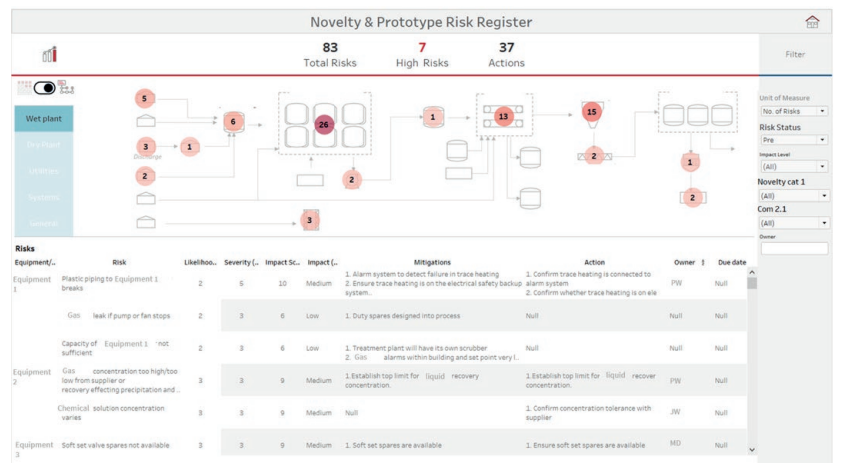 Novelty & Prototype Risk Register
83
Total Risks
7
High Risks
37
Actions
Filter
Wet plant
Dry Plant
Utilities
Systems
General
5
6
3
1
Discharge
2
26
2
3
1
13
15
2
1
2
Unit of Measure
No. of Risks
Risk Status
Pre
Impact Level
(All)
Novelty cat 1
(All)
Com 2.1
(All)
Owner
Risks
Equipment/.. Risk Likelihoo.. Severity (.. Impact Sc.. Impact (.. Mitigations Action Owner Due date
Equipment 1 Plastic piping to Equipment 1 breaks 2 5 10 Medium 1. Alarm system to detect failure in trace heating 1. Confirm trace heating is connected to alarm system PW Null
2. Ensure trace heating is on the electrical safety backup system.. 2. Confirm whether trace heating is on ele
Gas leak if pump or fan stops. 2 3 6 Low 1. Duty spares designed into process Null Null Null
Capacity of Equipment 1 not sufficient 2 3 6 Low 1. Treatment plant will have its own scrubber Null Null Null
2. Gas alarms within building and set point very l..
Equipment 2 Gas concentration too high/too low from supplier or recovery effecting precipitation and .. 3 3 9 Medium 1.Establish top limit for liquid recovery concentration. 1.Establish top limit for liquid recover concentration. PW Null
Chemical solution concentration varies 3 3 9 Medium Null 1. Confirm concentration tolerance with supplier JW Null
Equipment 3 Soft set valve spares not available. 3 3 9 Medium 1. Soft set spares are available 1. Ensure soft set spares are available MD Null